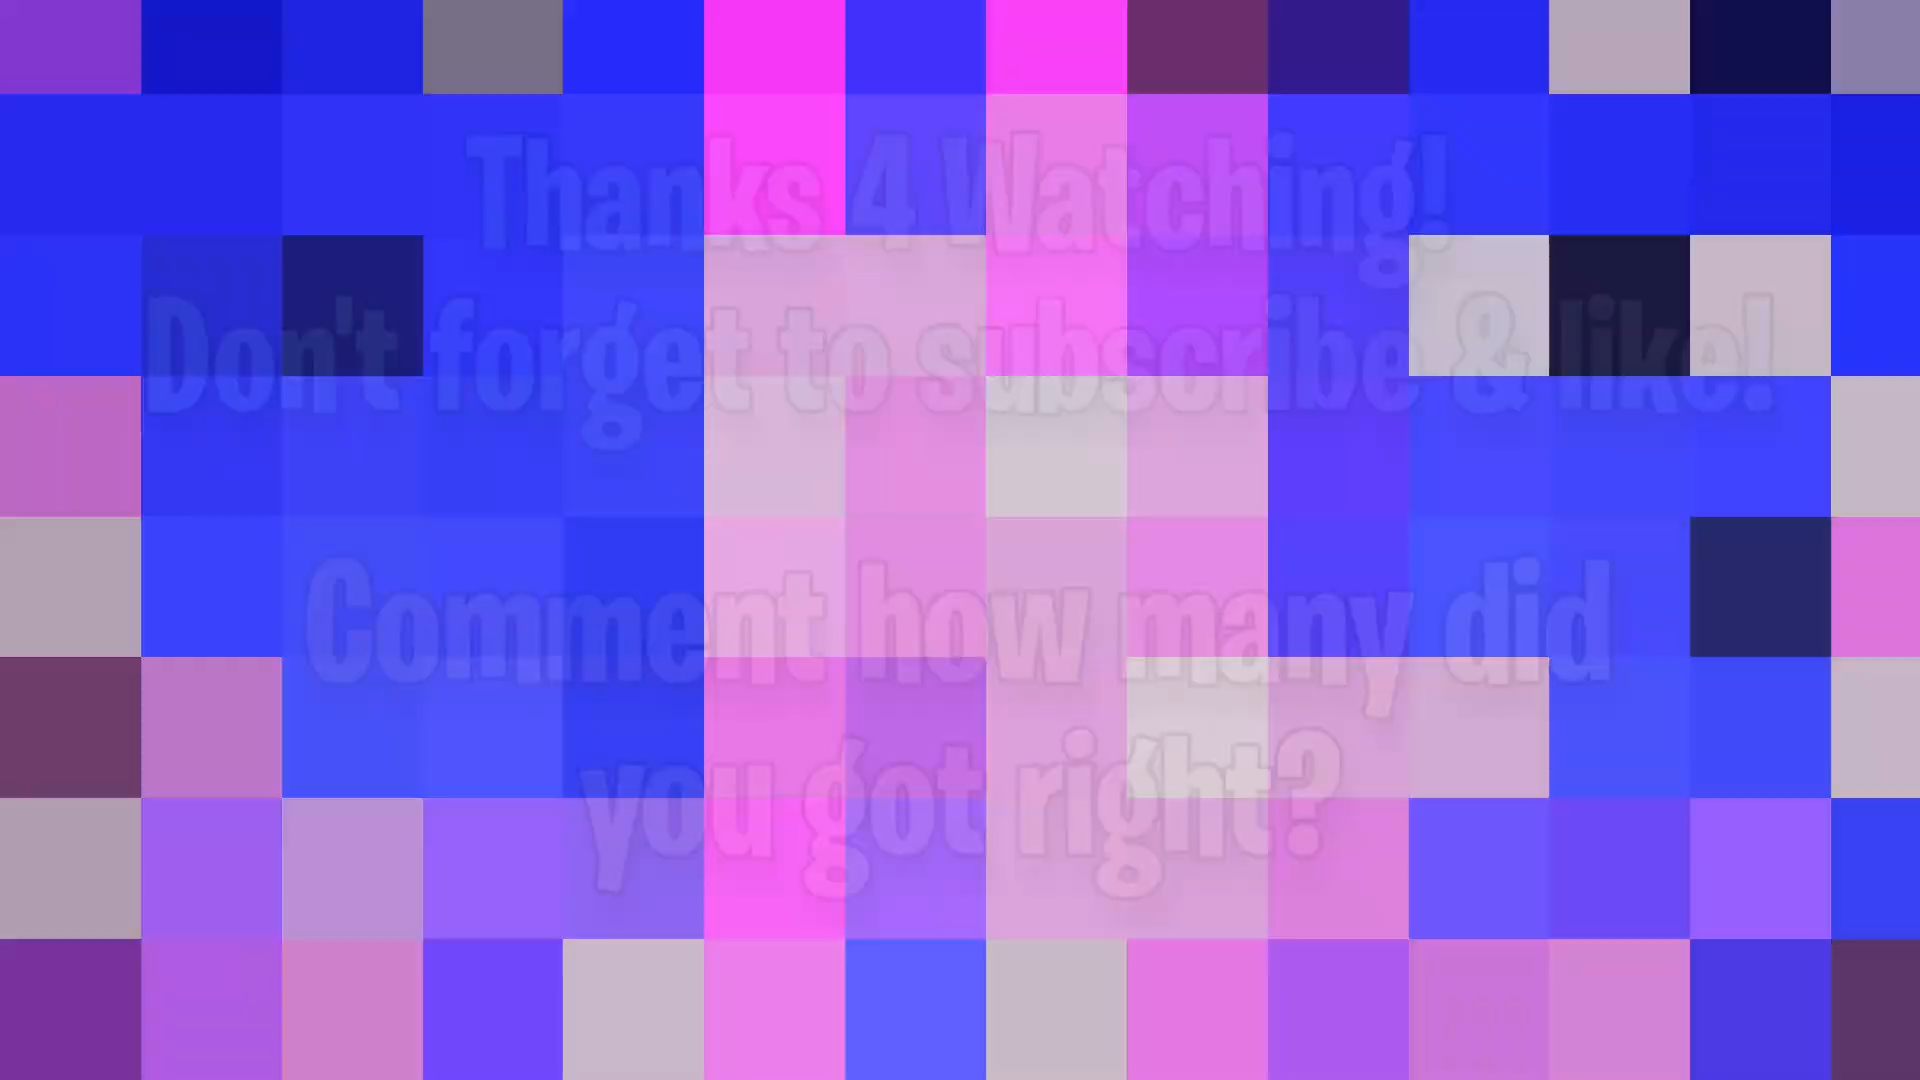 Thanks 4 Watching!
Don't forget to subscribe & like!
Comment how many did
you got right?